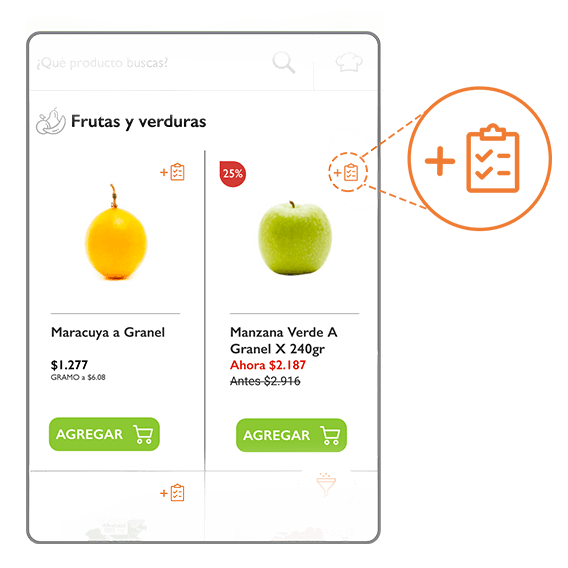 ¿Qué producto buscas?
Frutas y verduras
25%
Maracuya a Granel
$1.277
GRAMO a $6.08
AGREGAR
Manzana Verde A
Granel X 240gr
Ahora $2.187
Antes $2.916
AGREGAR